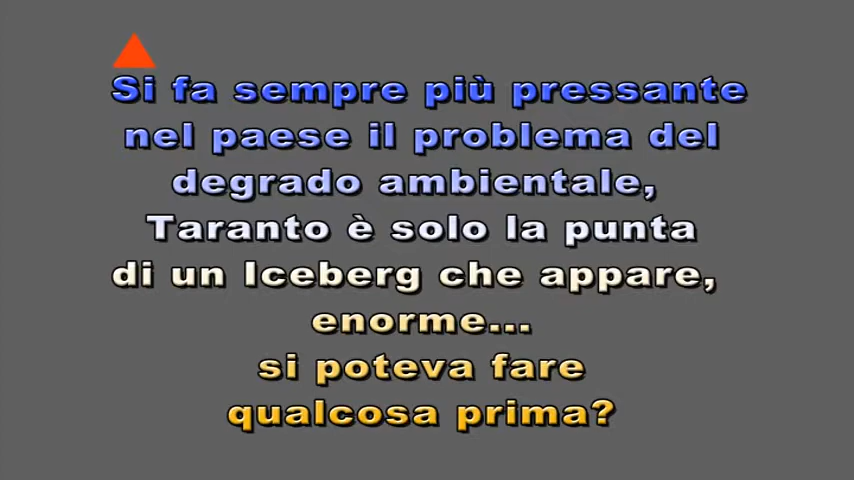 Si fa sempre più pressante
nel paese il problema del
degrado ambientale,
Taranto è solo la punta
di un Iceberg che appare,
enorme...
si poteva fare
qualcosa prima?